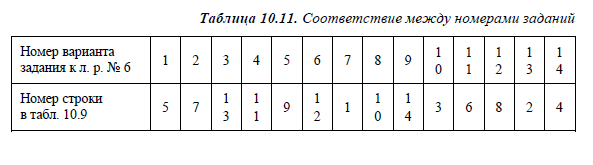 Таблица 10.11. Соответствие между номерами заданий
Номер варианта задания к л. р. № 6 1 2 3 4 5 6 7 8 9 10 11 12 13 14
Номер строки в табл. 10.9 5 7 13 11 9 12 1 10 14 3 6 8 2 4